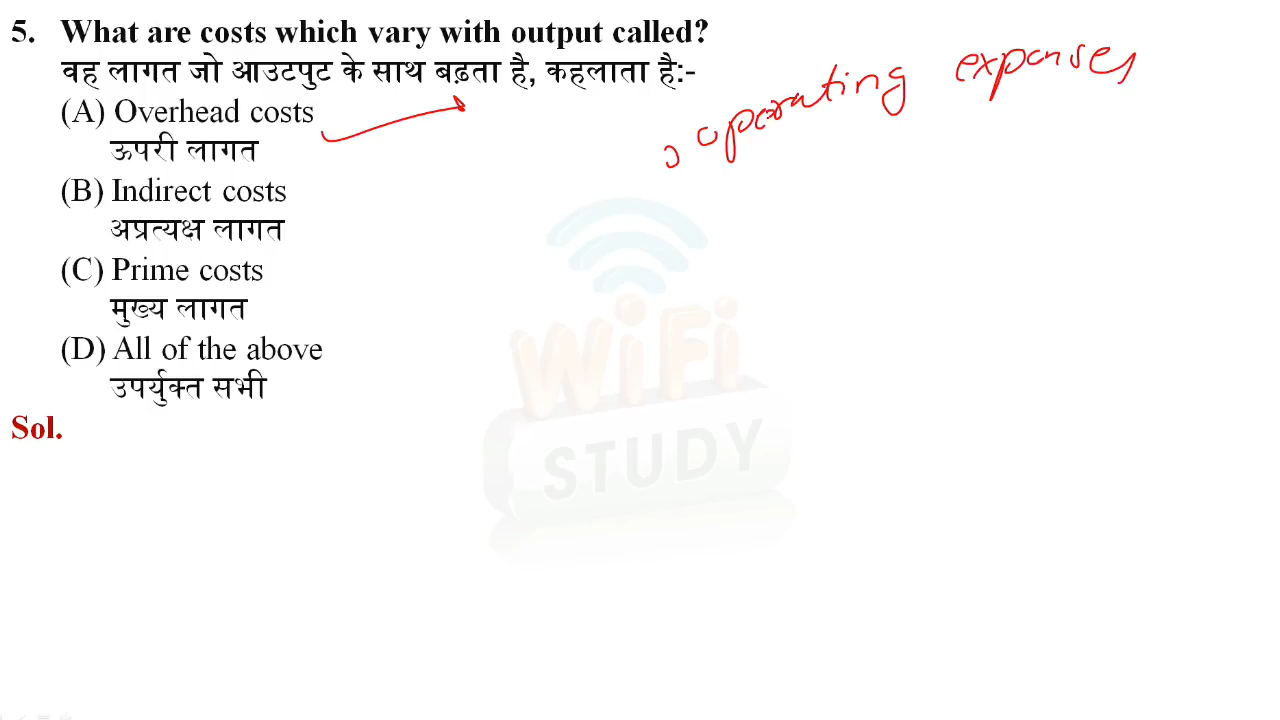 5. What are costs which vary with output called?
वह लागत जो आउटपुट के साथ बढ़ता है, कहलाता है:-
(A) Overhead costs
ऊपरी लागत
(B) Indirect costs
अप्रत्यक्ष लागत
(C) Prime costs
मुख्य लागत
(D) All of the above
उपर्युक्त सभी
Sol.
operating expenses
WiFi
STUDY